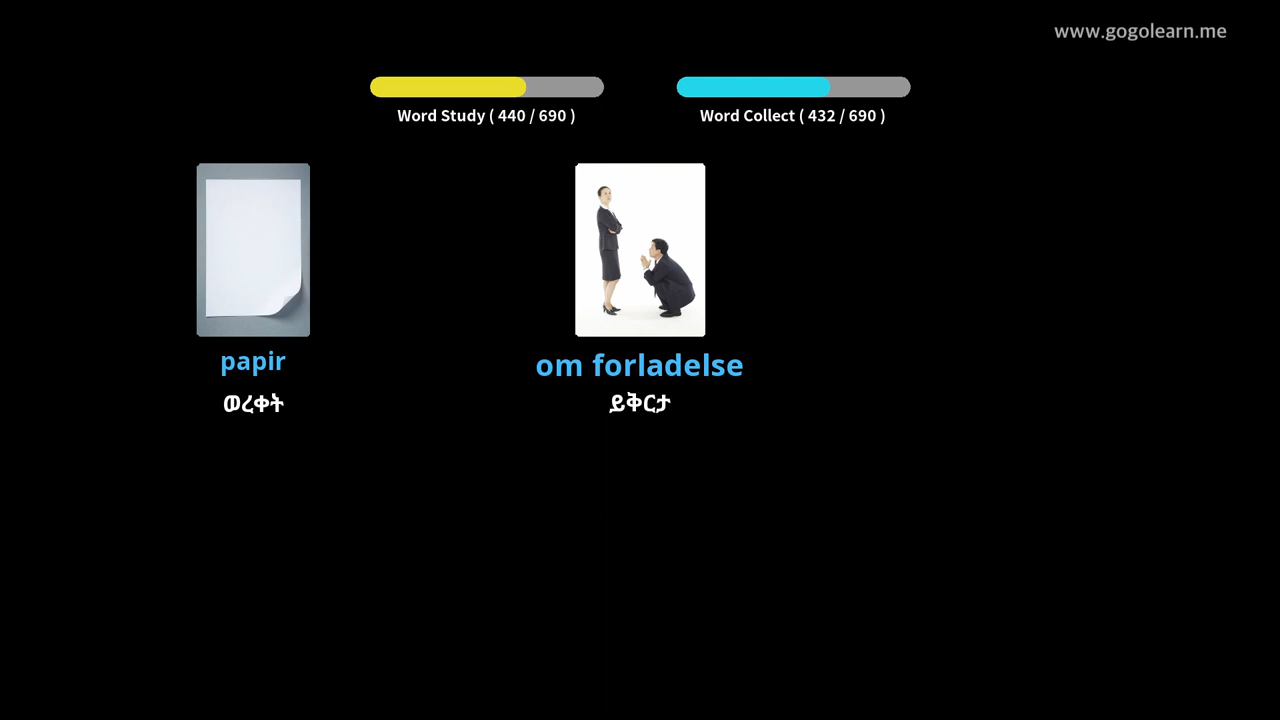 www.gogolearn.me
Word Study ( 440 / 690 )
Word Collect ( 432 / 690 )
papir
ወረቀት
om forladelse
ይቅርታ